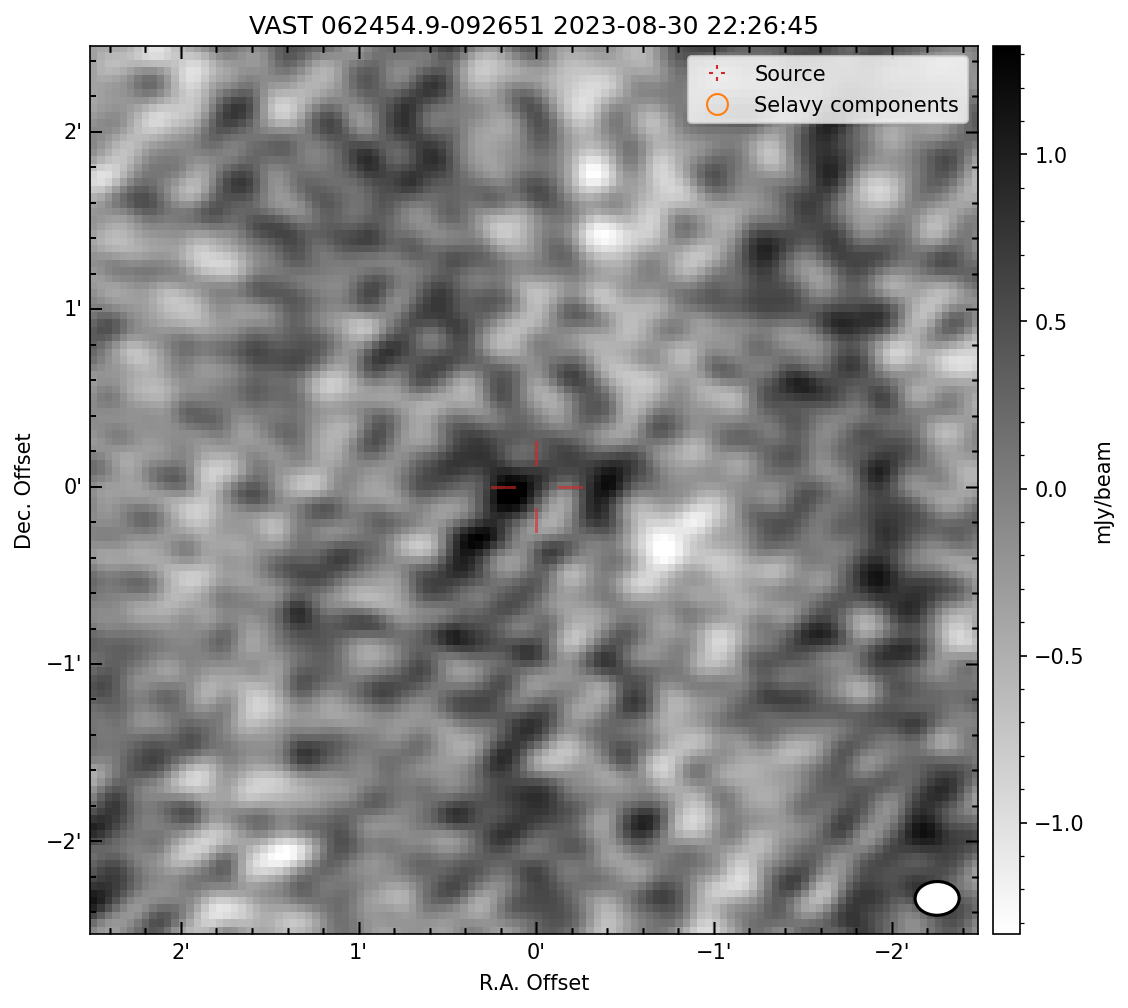 VAST 062454.9-092651 2023-08-30 22:26:45
Source
Selavy components
2'
1'
0'
−1'
−2'
Dec. Offset
2'
1'
0'
−1'
−2'
R.A. Offset
1.0
0.5
0.0
−0.5
−1.0
mJy/beam